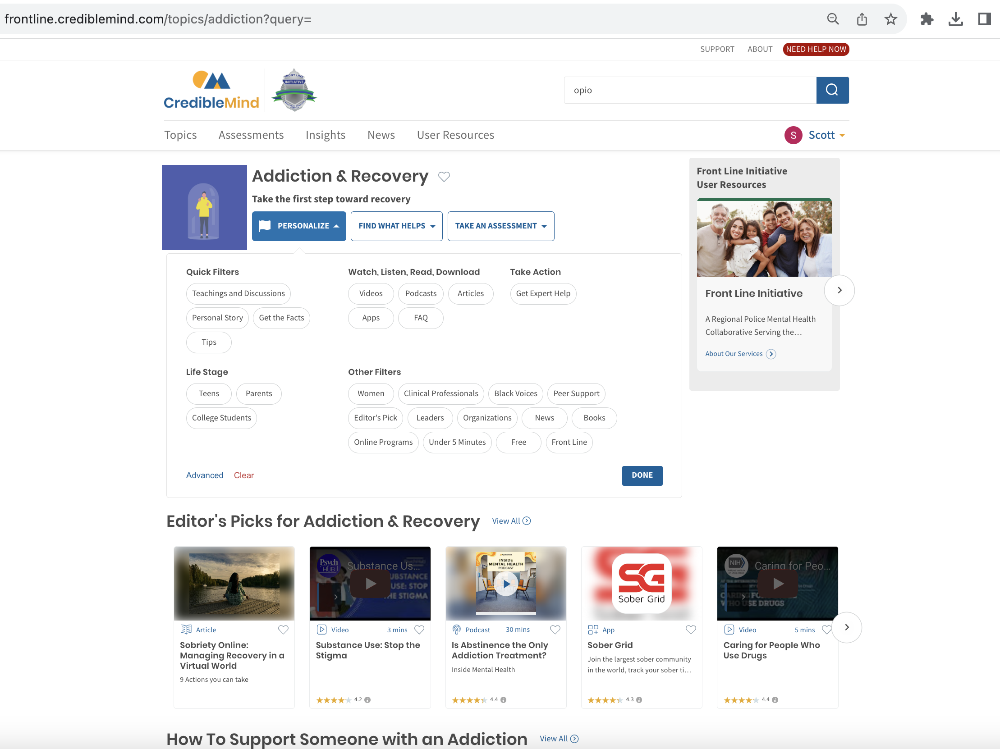 frontline.crediblemind.com/topics/addiction?query=
SUPPORT ABOUT NEED HELP NOW
CredibleMind
FRONT LINE
INITIATIVE
opio
Topics Assessments Insights News User Resources
S Scott
Addiction & Recovery
Take the first step toward recovery
PERSONALIZE FIND WHAT HELPS TAKE AN ASSESSMENT
Quick Filters
Teachings and Discussions
Personal Story Get the Facts
Tips
Watch, Listen, Read, Download
Videos Podcasts Articles
Apps FAQ
Take Action
Get Expert Help
Life Stage
Teens Parents
College Students
Other Filters
Women Clinical Professionals Black Voices Peer Support
Editor's Pick Leaders Organizations News Books
Online Programs Under 5 Minutes Free Front Line
Advanced Clear
DONE
Front Line Initiative
User Resources
Front Line Initiative
A Regional Police Mental Health
Collaborative Serving the…
About Our Services
Editor's Picks for Addiction & Recovery View All
Article
Sobriety Online:
Managing Recovery in a
Virtual World
9 Actions you can take
Psych
HUB
Substance Us...
SUBSTANCE
USE: STOP
THE STIGMA
Video 3 mins
Substance Use: Stop the
Stigma
4.2
PsychCentral
INSIDE
MENTAL HEALTH
PODCAST
Podcast 30 mins
Is Abstinence the Only
Addiction Treatment?
Inside Mental Health
4.4
SG
Sober Grid
App
Sober Grid
Join the largest sober community
in the world, track your sober ti…
4.3
NIH
Caring for Peo...
WHO USE DRUGS
Video 5 mins
Caring for People Who
Use Drugs
4.4
How To Support Someone with an Addiction View All